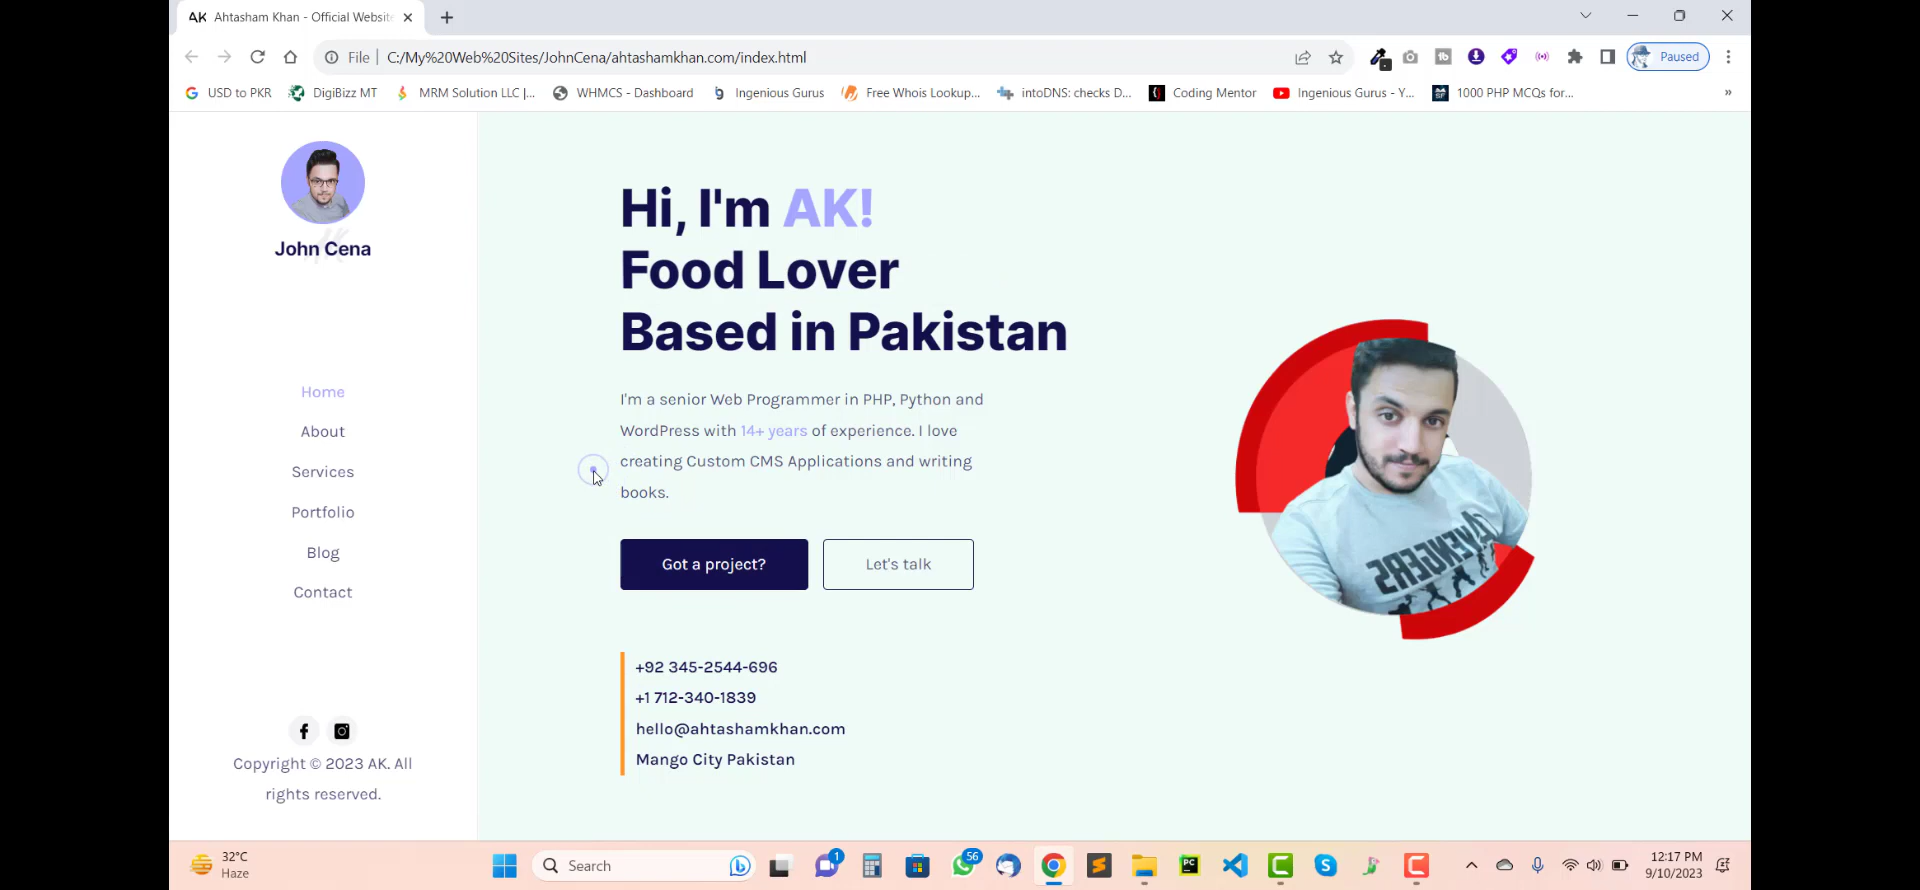 AK Ahtasham Khan - Official Website
File C:/My%20Web%20Sites/JohnCena/ahtashamkhan.com/index.html
Paused
USD to PKR DigiBizz MT MRM Solution LLC |... WHMCS - Dashboard Ingenious Gurus Free Whois Lookup... intoDNS: checks D... Coding Mentor Ingenious Gurus - Y... 1000 PHP MCQs for... »
John Cena
Home
About
Services
Portfolio
Blog
Contact
Copyright © 2023 AK. All
rights reserved.
Hi, I'm AK!
Food Lover
Based in Pakistan
I'm a senior Web Programmer in PHP, Python and
WordPress with 14+ years of experience. I love
creating Custom CMS Applications and writing
books.
Got a project? Let's talk
+92 345-2544-696
+1 712-340-1839
hello@ahtashamkhan.com
Mango City Pakistan
AVENGERS
32°C
Haze
Search
1
56
12:17 PM
9/10/2023